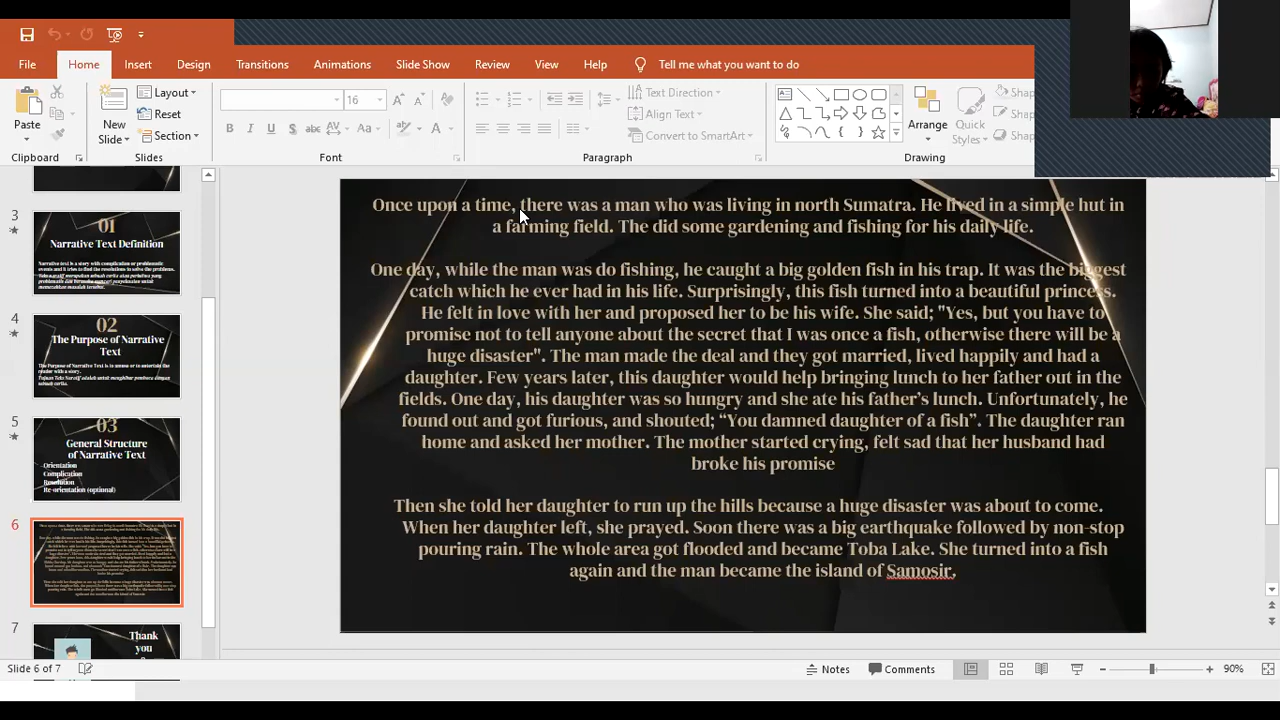 File Home Insert Design Transitions Animations Slide Show Review View Help Tell me what you want to do
Paste
Clipboard
New
Slides
Layout
Reset
Section
Slides
16
B I U S abc AV Aa
Font
Text Direction
Align Text
Convert to SmartArt
Paragraph
Arrange
Quick
Styles
Drawing
3
01
Narrative Text Definition
4
02
The Purpose of Narrative
Text
5
03
General Structure
of Narrative Text
Orientation
Complication
Resolution
Re-orientation (optional)
6
7
Thank
you
Once upon a time, there was a man who was living in north Sumatra. He lived in a simple hut in
a farming field. The did some gardening and fishing for his daily life.
One day, while the man was do fishing, he caught a big golden fish in his trap. It was the biggest
catch which he ever had in his life. Surprisingly, this fish turned into a beautiful princess.
He felt in love with her and proposed her to be his wife. She said; "Yes, but you have to
promise not to tell anyone about the secret that I was once a fish, otherwise there will be a
huge disaster". The man made the deal and they got married, lived happily and had a
daughter. Few years later, this daughter would help bringing lunch to her father out in the
fields. One day, his daughter was so hungry and she ate his father’s lunch. Unfortunately, he
found out and got furious, and shouted; “You damned daughter of a fish”. The daughter ran
home and asked her mother. The mother started crying, felt sad that her husband had
broke his promise
Then she told her daughter to run up the hill because a huge disaster was about to come.
When her daughter left, she prayed. Soon there was a big earthquake followed by non-stop
pouring rain. The whole area got flooded and became Toba Lake. She turned into a fish
again and the man became the island of Samosir.
Slide 6 of 7
Notes
Comments
90%